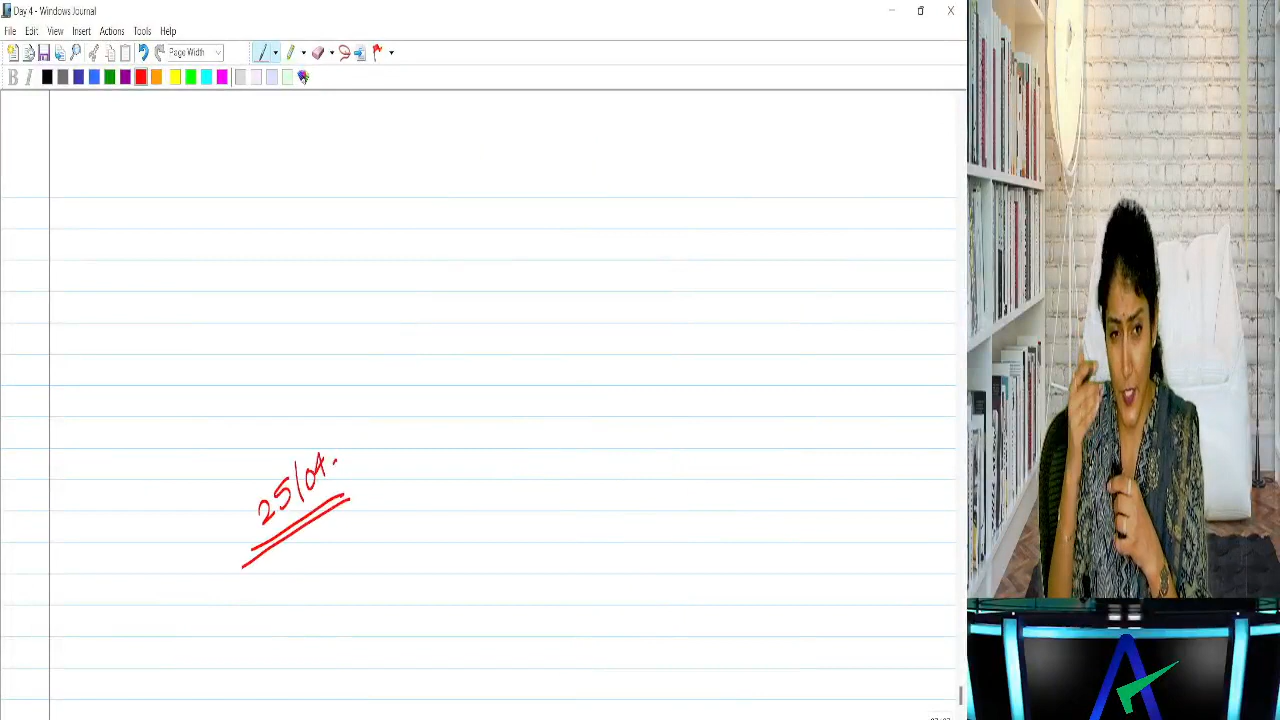 Day 4 - Windows Journal
File Edit View Insert Actions Tools Help
Page Width
B I
25/04.